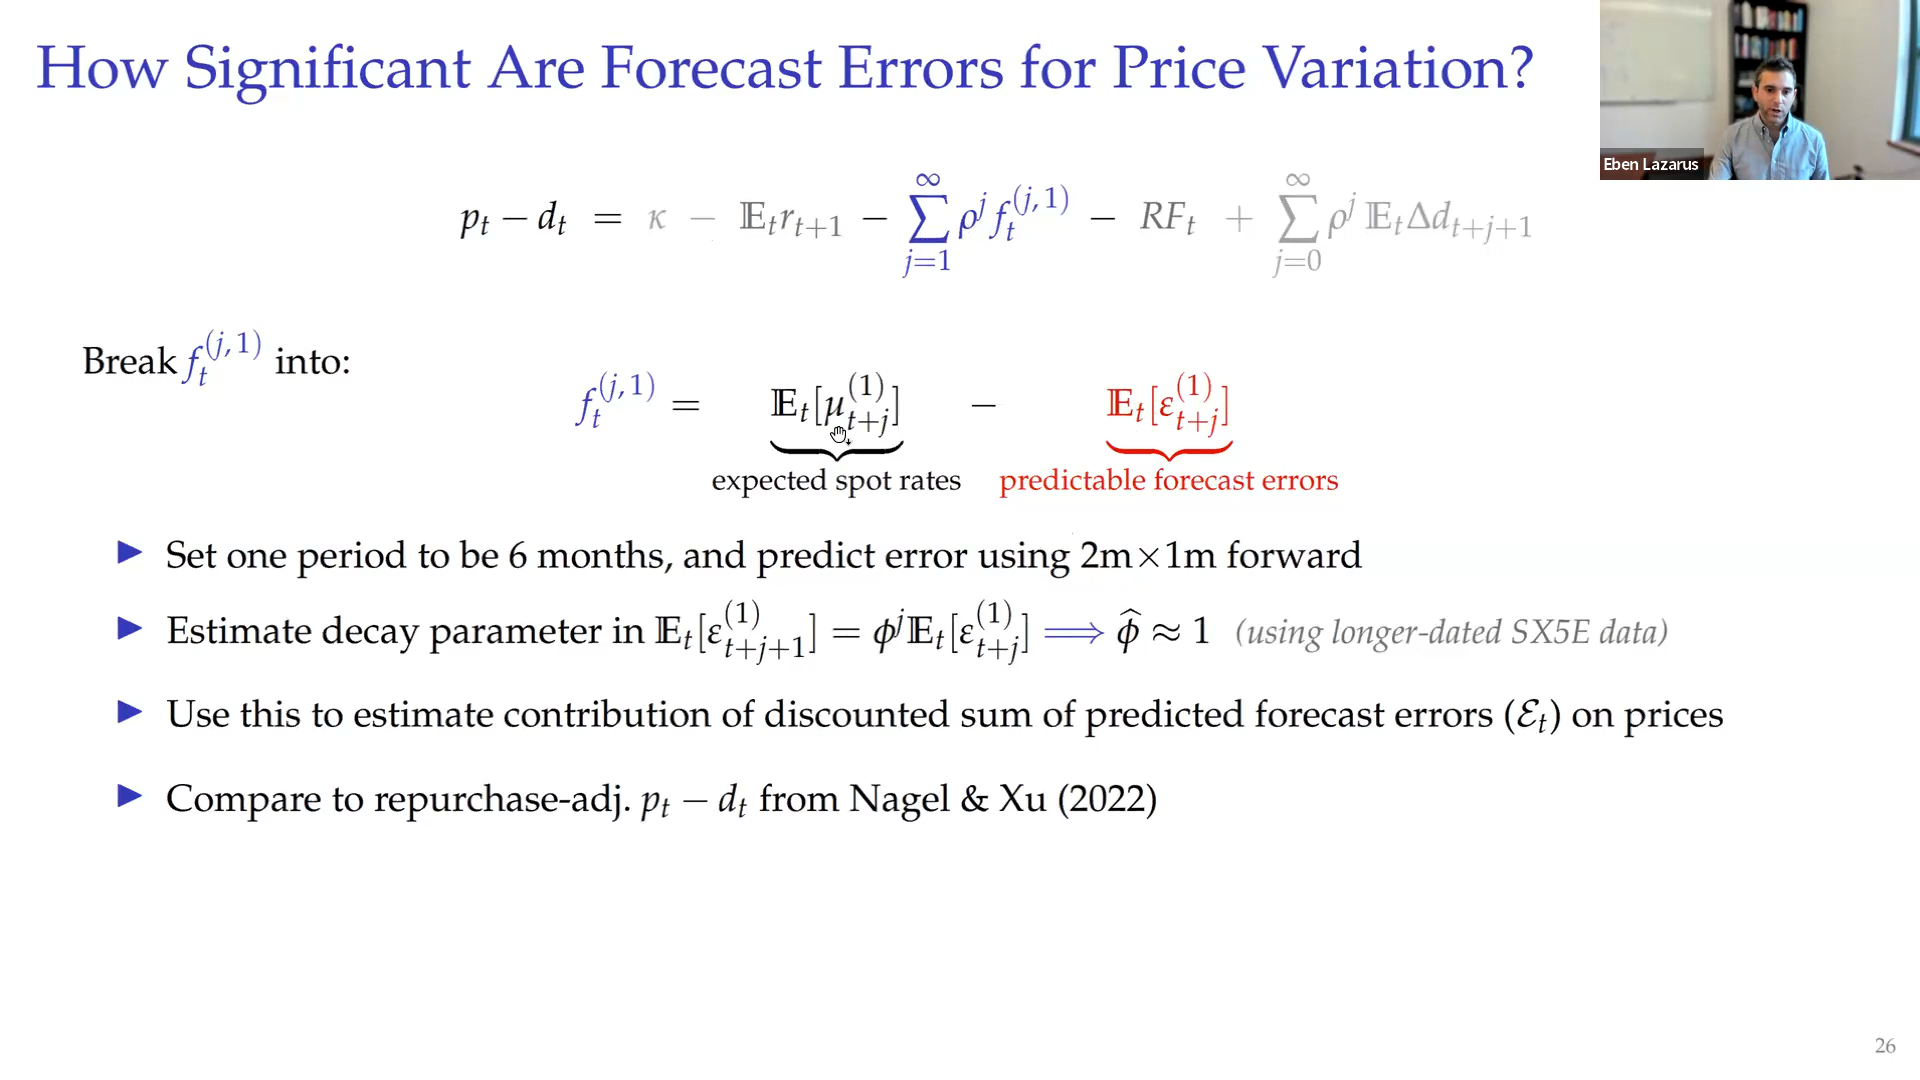 How Significant Are Forecast Errors for Price Variation?
Eben Lazarus
p_t − d_t = κ − 𝔼_t r_{t+1} − ∑_{j=1}^{∞} ρ^j f_t^{(j,1)} − RF_t + ∑_{j=0}^{∞} ρ^j 𝔼_t Δd_{t+j+1}
Break f_t^{(j,1)} into:
f_t^{(j,1)} = 𝔼_t[μ_{t+j}^{(1)}] − 𝔼_t[ε_{t+j}^{(1)}]
expected spot rates predictable forecast errors
▶ Set one period to be 6 months, and predict error using 2m×1m forward
▶ Estimate decay parameter in 𝔼_t[ε_{t+j+1}^{(1)}] = ϕ^j 𝔼_t[ε_{t+j}^{(1)}] ⟹ ϕ̂ ≈ 1 (using longer-dated SX5E data)
▶ Use this to estimate contribution of discounted sum of predicted forecast errors (ℰ_t) on prices
▶ Compare to repurchase-adj. p_t − d_t from Nagel & Xu (2022)
26